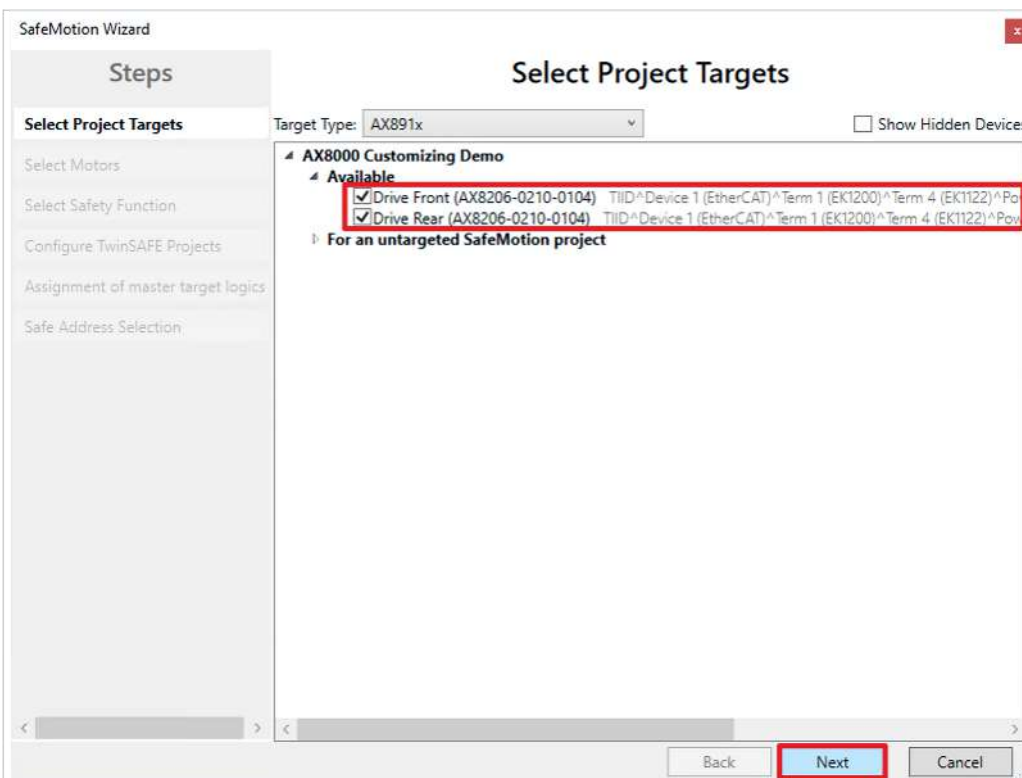 SafeMotion Wizard
x
Steps
Select Project Targets
Select Project Targets
Select Motors
Select Safety Function
Configure TwinSAFE Projects
Assignment of master target logics
Safe Address Selection
Target Type: AX891x
Show Hidden Devices
AX8000 Customizing Demo
Available
Drive Front (AX8206-0210-0104) TIID^Device 1 (EtherCAT)^Term 1 (EK1200)^Term 4 (EK1122)^Po
Drive Rear (AX8206-0210-0104) TIID^Device 1 (EtherCAT)^Term 1 (EK1200)^Term 4 (EK1122)^Pow
For an untargeted SafeMotion project
Back Next Cancel